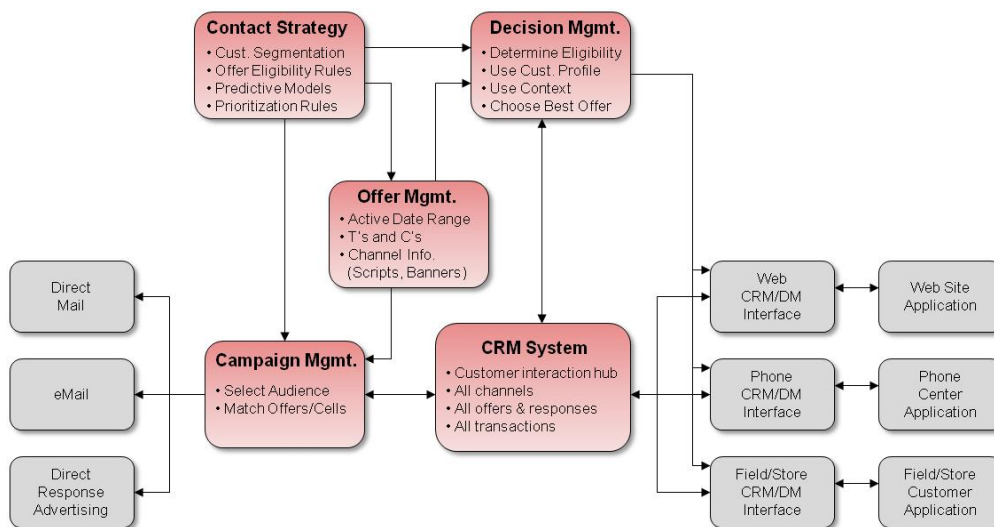 Contact Strategy
• Cust. Segmentation
• Offer Eligibility Rules
• Predictive Models
• Prioritization Rules
Decision Mgmt.
• Determine Eligibility
• Use Cust. Profile
• Use Context
• Choose Best Offer
Offer Mgmt.
• Active Date Range
• T's and C's
• Channel Info.
(Scripts, Banners)
Direct
Mail
eMail
Direct
Response
Advertising
Campaign Mgmt.
• Select Audience
• Match Offers/Cells
CRM System
• Customer interaction hub
• All channels
• All offers & responses
• All transactions
Web
CRM/DM
Interface
Web Site
Application
Phone
CRM/DM
Interface
Phone
Center
Application
Field/Store
CRM/DM
Interface
Field/Store
Customer
Application